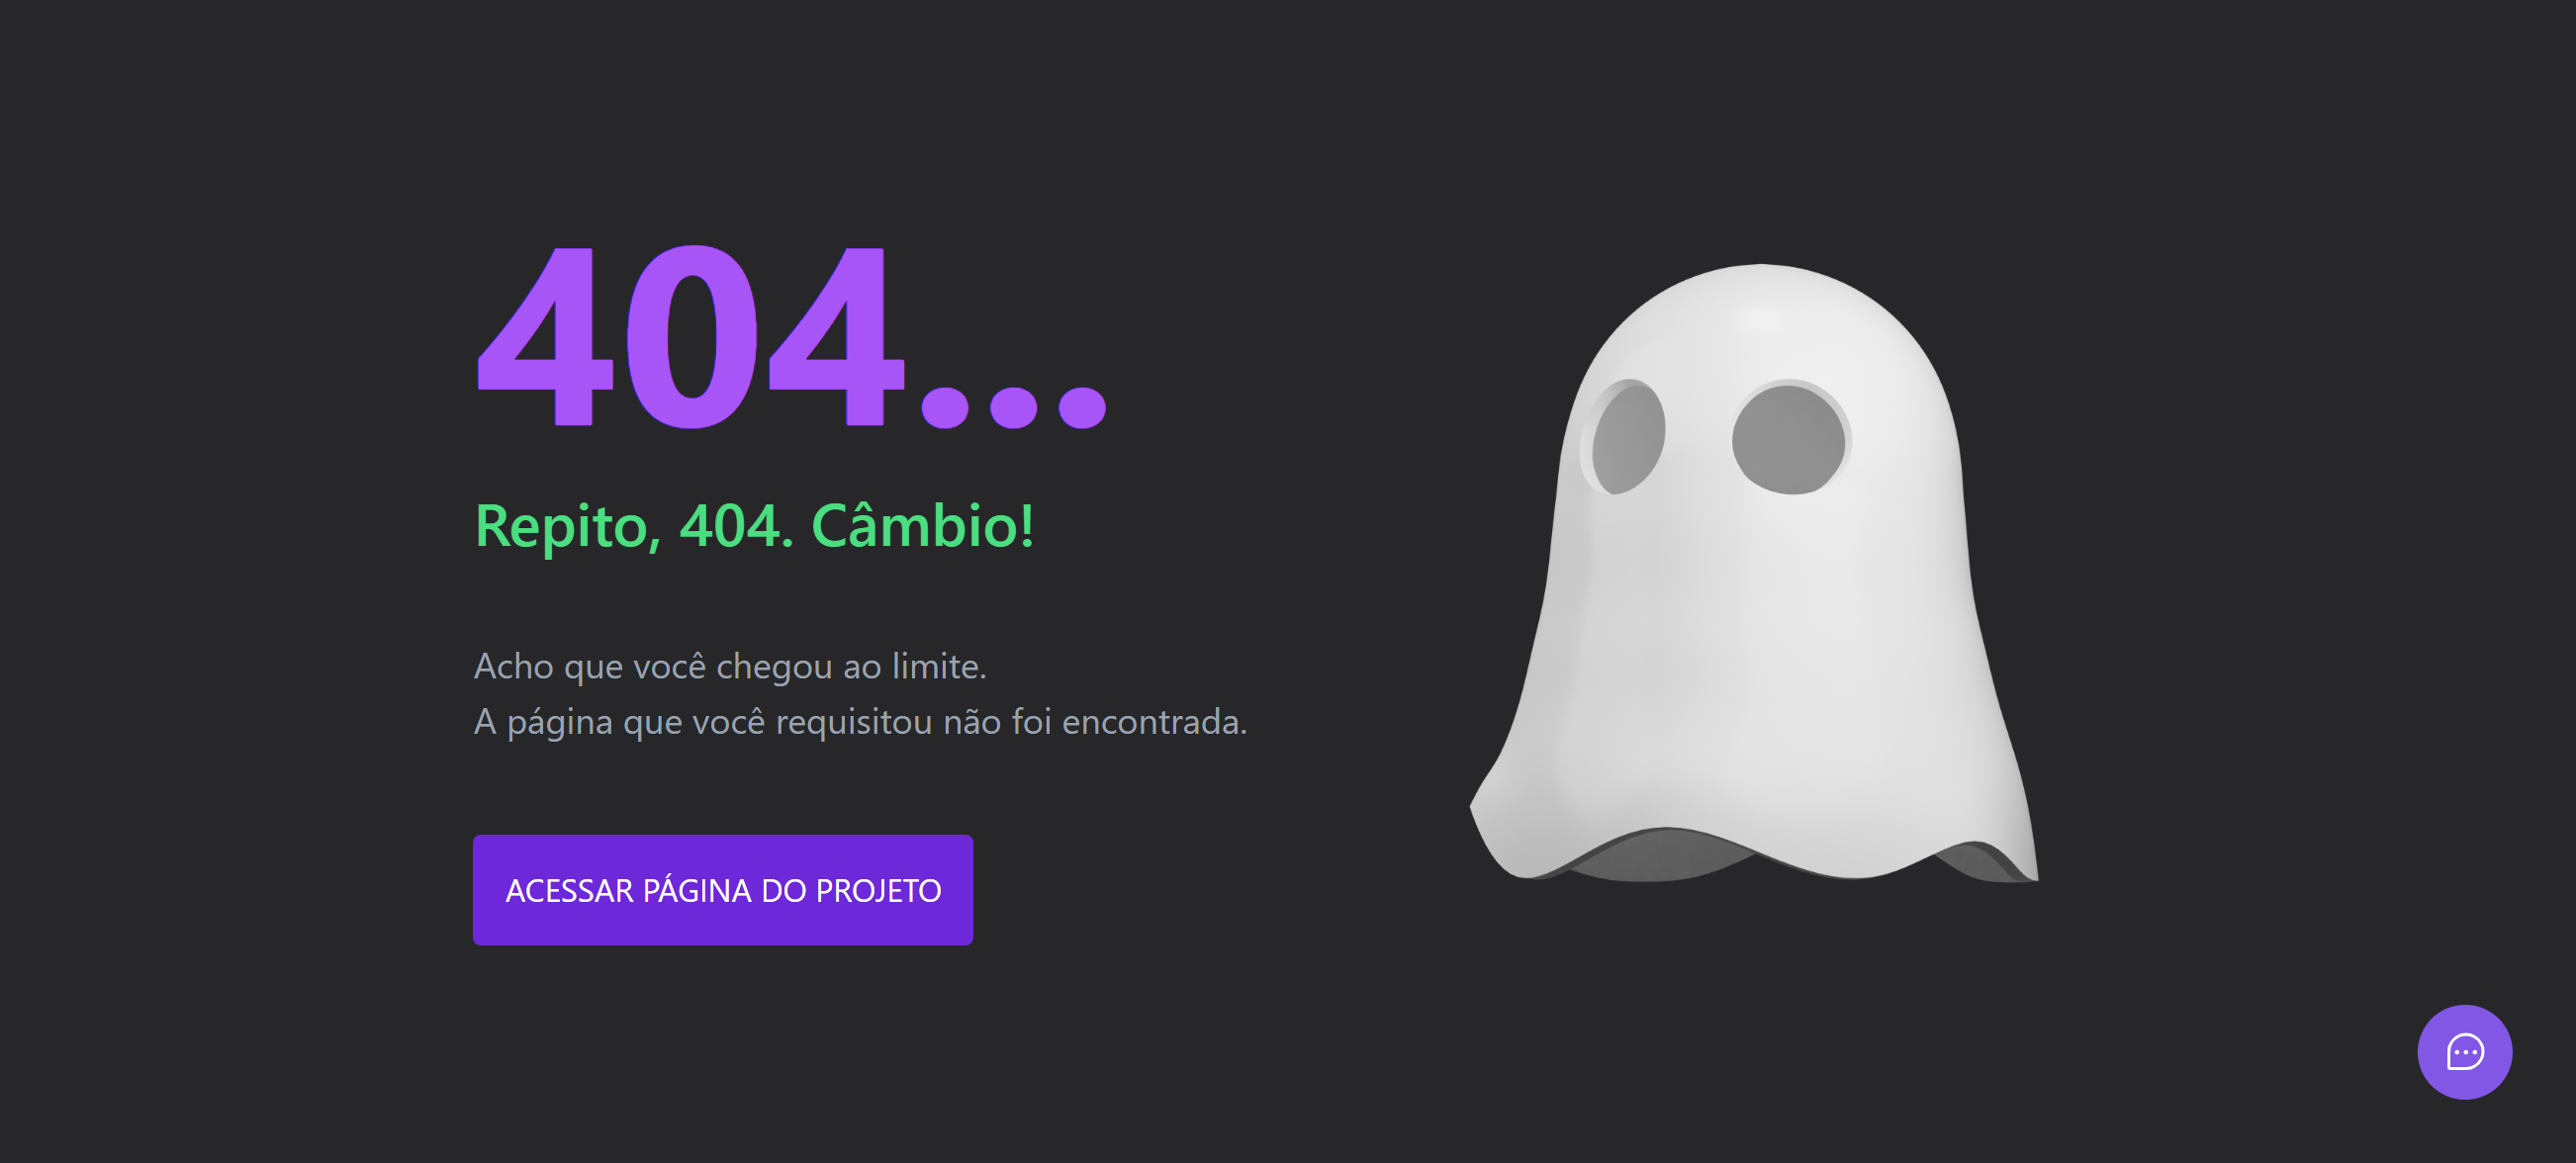 404...
Repito, 404. Câmbio!
Acho que você chegou ao limite.
A página que você requisitou não foi encontrada.
ACESSAR PÁGINA DO PROJETO